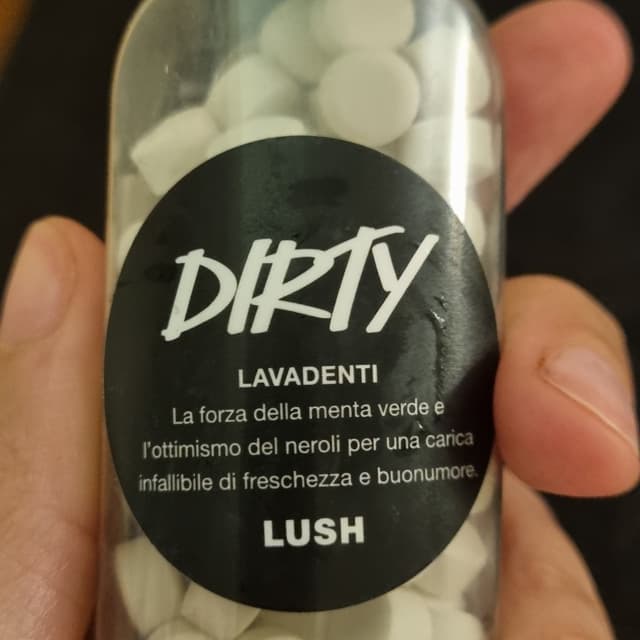 DIRTY
LAVADENTI
La forza della menta verde e
l'ottimismo del neroli per una carica
infallibile di freschezza e buonumore.
LUSH